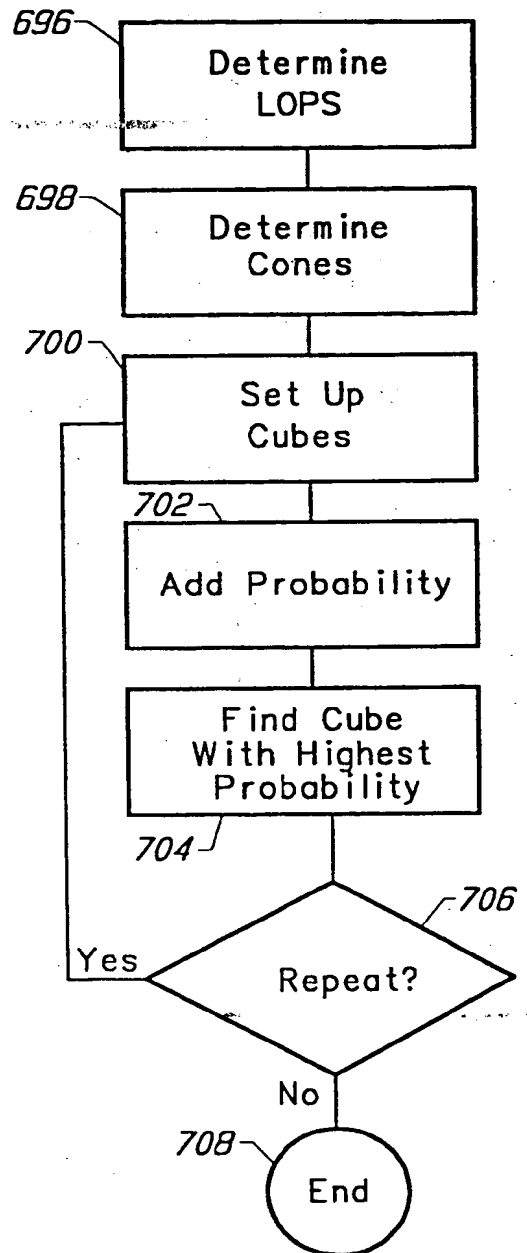 696
Determine
LOPS
698
Determine
Cones
700
Set Up
Cubes
702
Add Probability
Find Cube
With Highest
Probability
704
706
Repeat?
Yes
No
708
End